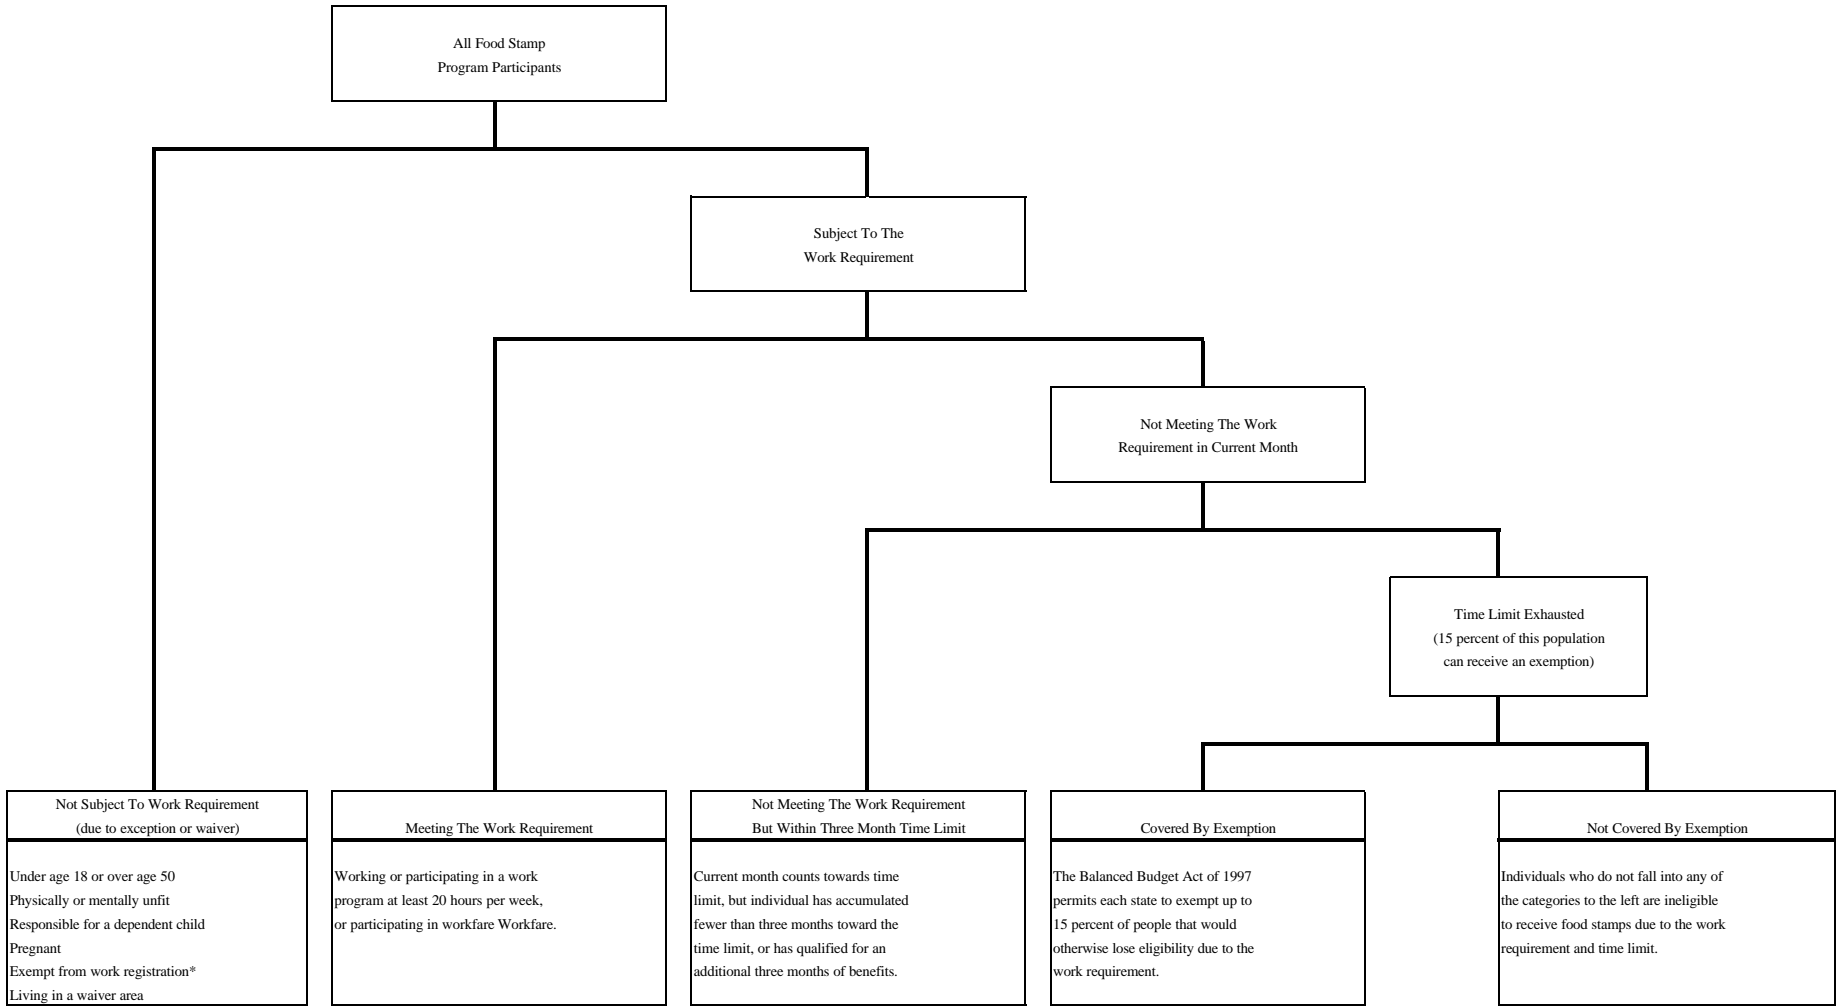 All Food Stamp
Program Participants
Subject To The
Work Requirement
Not Meeting The Work
Requirement in Current Month
Time Limit Exhausted
(15 percent of this population
can receive an exemption)
Not Subject To Work Requirement
(due to exception or waiver)
Under age 18 or over age 50
Physically or mentally unfit
Responsible for a dependent child
Pregnant
Exempt from work registration*
Living in a waiver area
Meeting The Work Requirement
Working or participating in a work
program at least 20 hours per week,
or participating in workfare Workfare.
Not Meeting The Work Requirement
But Within Three Month Time Limit
Current month counts towards time
limit, but individual has accumulated
fewer than three months toward the
time limit, or has qualified for an
additional three months of benefits.
Covered By Exemption
The Balanced Budget Act of 1997
permits each state to exempt up to
15 percent of people that would
otherwise lose eligibility due to the
work requirement.
Not Covered By Exemption
Individuals who do not fall into any of
the categories to the left are ineligible
to receive food stamps due to the work
requirement and time limit.